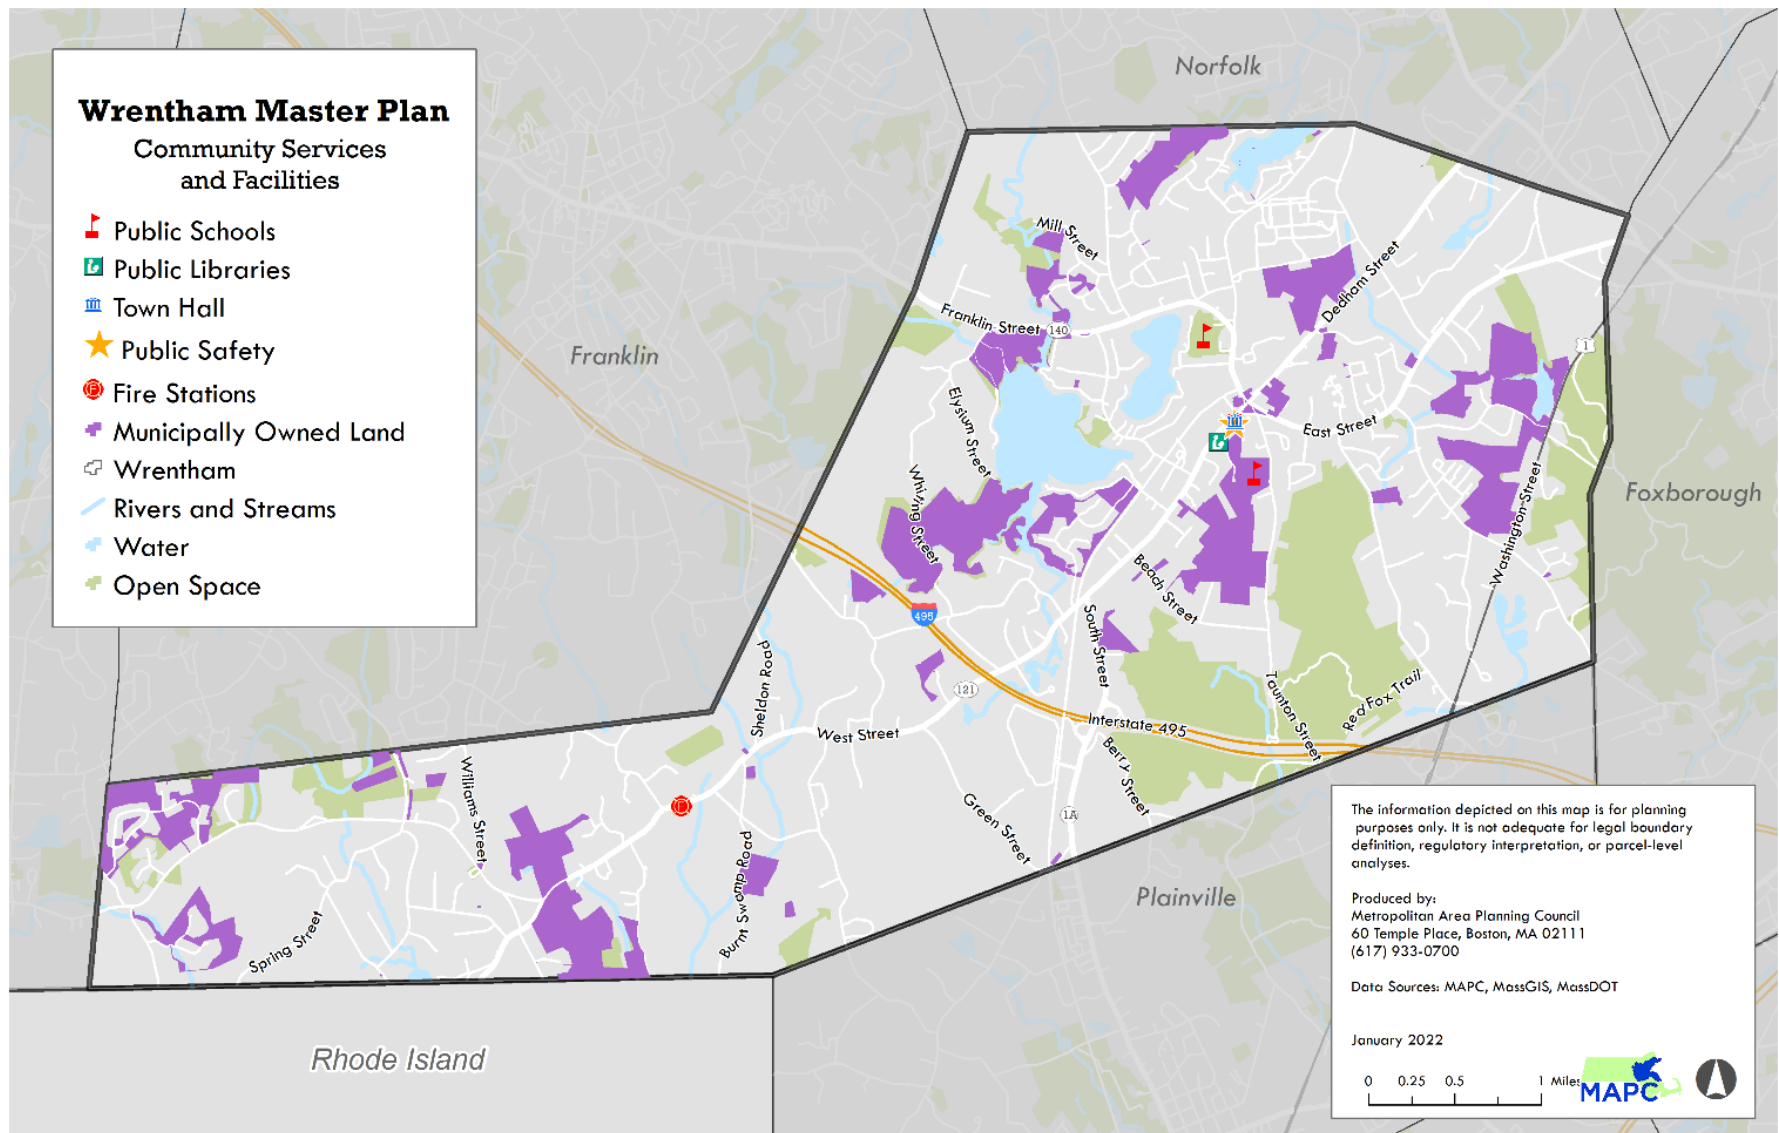 Wrentham Master Plan
Community Services
and Facilities
Public Schools
Public Libraries
Town Hall
Public Safety
F Fire Stations
Municipally Owned Land
Wrentham
Rivers and Streams
Water
Open Space
Norfolk
Franklin
Foxborough
Plainville
Rhode Island
Mill Street
Franklin Street
140
Dedham Street
1
Elysium Street
East Street
Whiting Street
Washington Street
Beach Street
495
South Street
121
Sheldon Road
West Street
Interstate 495
Taunton Street
Red Fox Trail
Berry Street
Williams Street
F
Green Street
1A
Burnt Swamp Road
Spring Street
The information depicted on this map is for planning
purposes only. It is not adequate for legal boundary
definition, regulatory interpretation, or parcel-level
analyses.
Produced by:
Metropolitan Area Planning Council
60 Temple Place, Boston, MA 02111
(617) 933-0700
Data Sources: MAPC, MassGIS, MassDOT
January 2022
0 0.25 0.5 1 Miles
MAPC